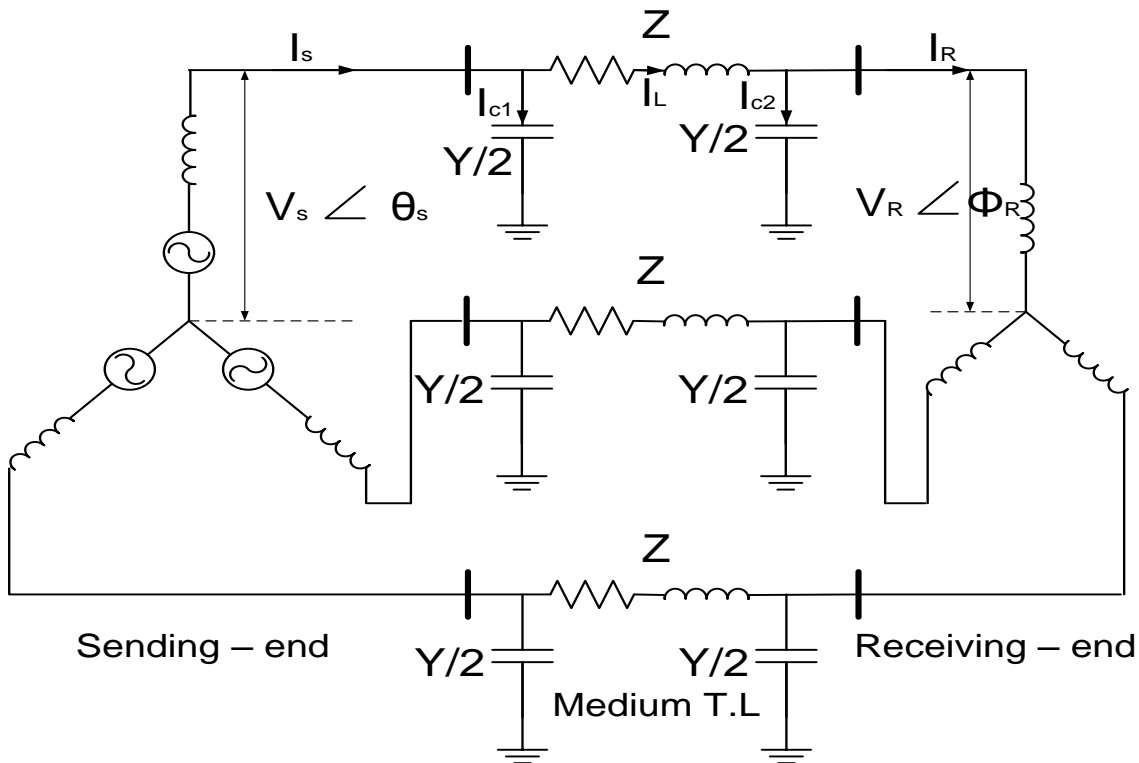 Z
Is
IR
Ic1
IL
Ic2
Y/2
Y/2
Vs ∠ θs
VR ∠ ΦR
Z
Y/2
Y/2
Z
Sending – end
Y/2
Y/2
Receiving – end
Medium T.L